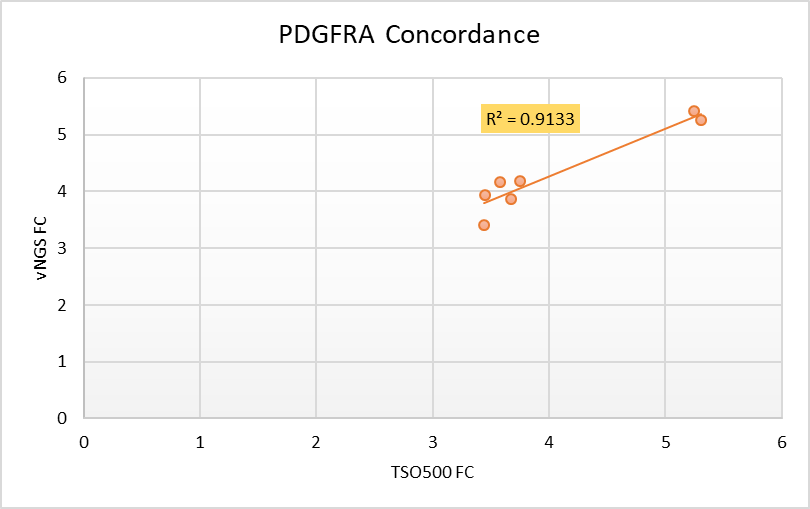 PDGFRA Concordance
6
5
4
3
2
1
0
R² = 0.9133
vNGS FC
0 1 2 3 4 5 6
TSO500 FC